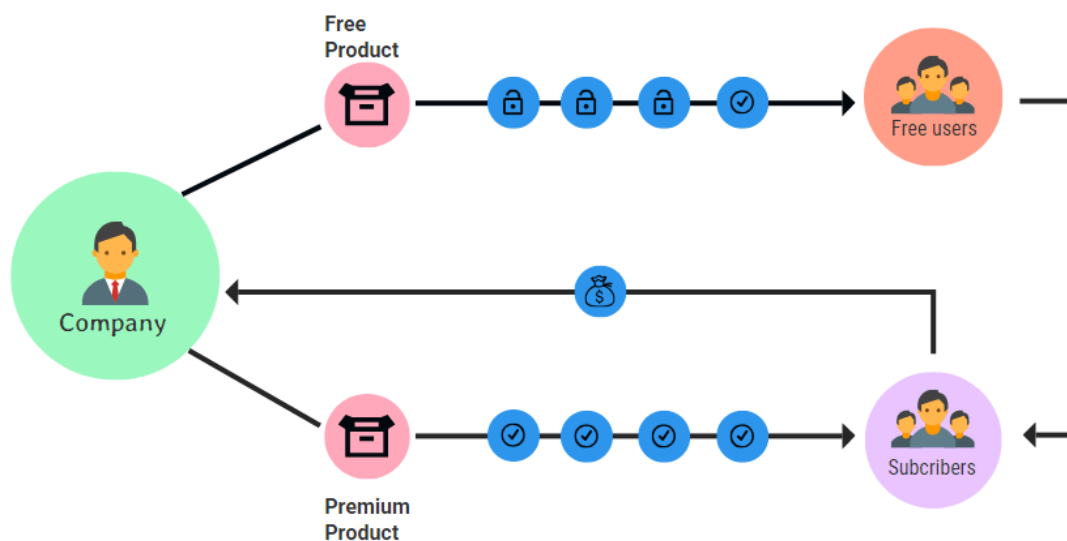 Free
Product
Free users
$
Company
Subcribers
Premium
Product